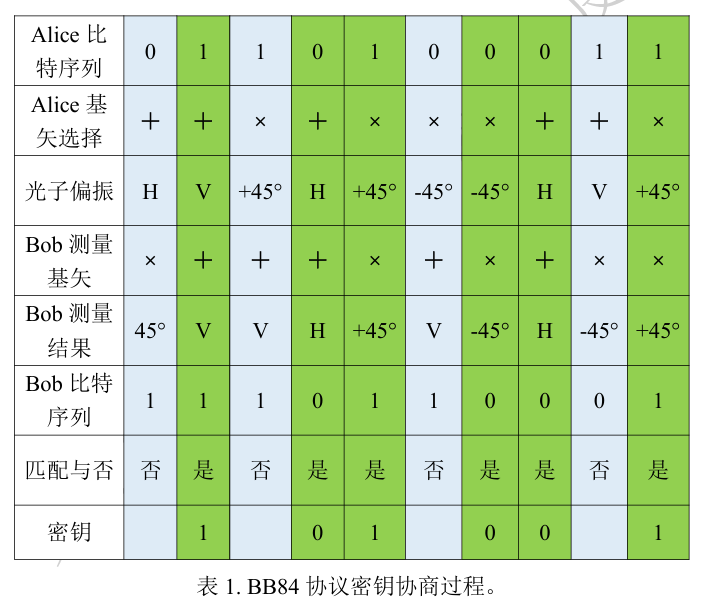 Alice 比特序列 0 1 1 0 1 0 0 0 1 1
Alice 基矢选择 + + × + × × × + + ×
光子偏振 H V +45° H +45° -45° -45° H V +45°
Bob 测量基矢 × + + + × + × + × ×
Bob 测量结果 45° V V H +45° V -45° H -45° +45°
Bob 比特序列 1 1 1 0 1 1 0 0 0 1
匹配与否 否 是 否 是 是 否 是 是 否 是
密钥 1 0 1 0 0 1
表 1. BB84 协议密钥协商过程。